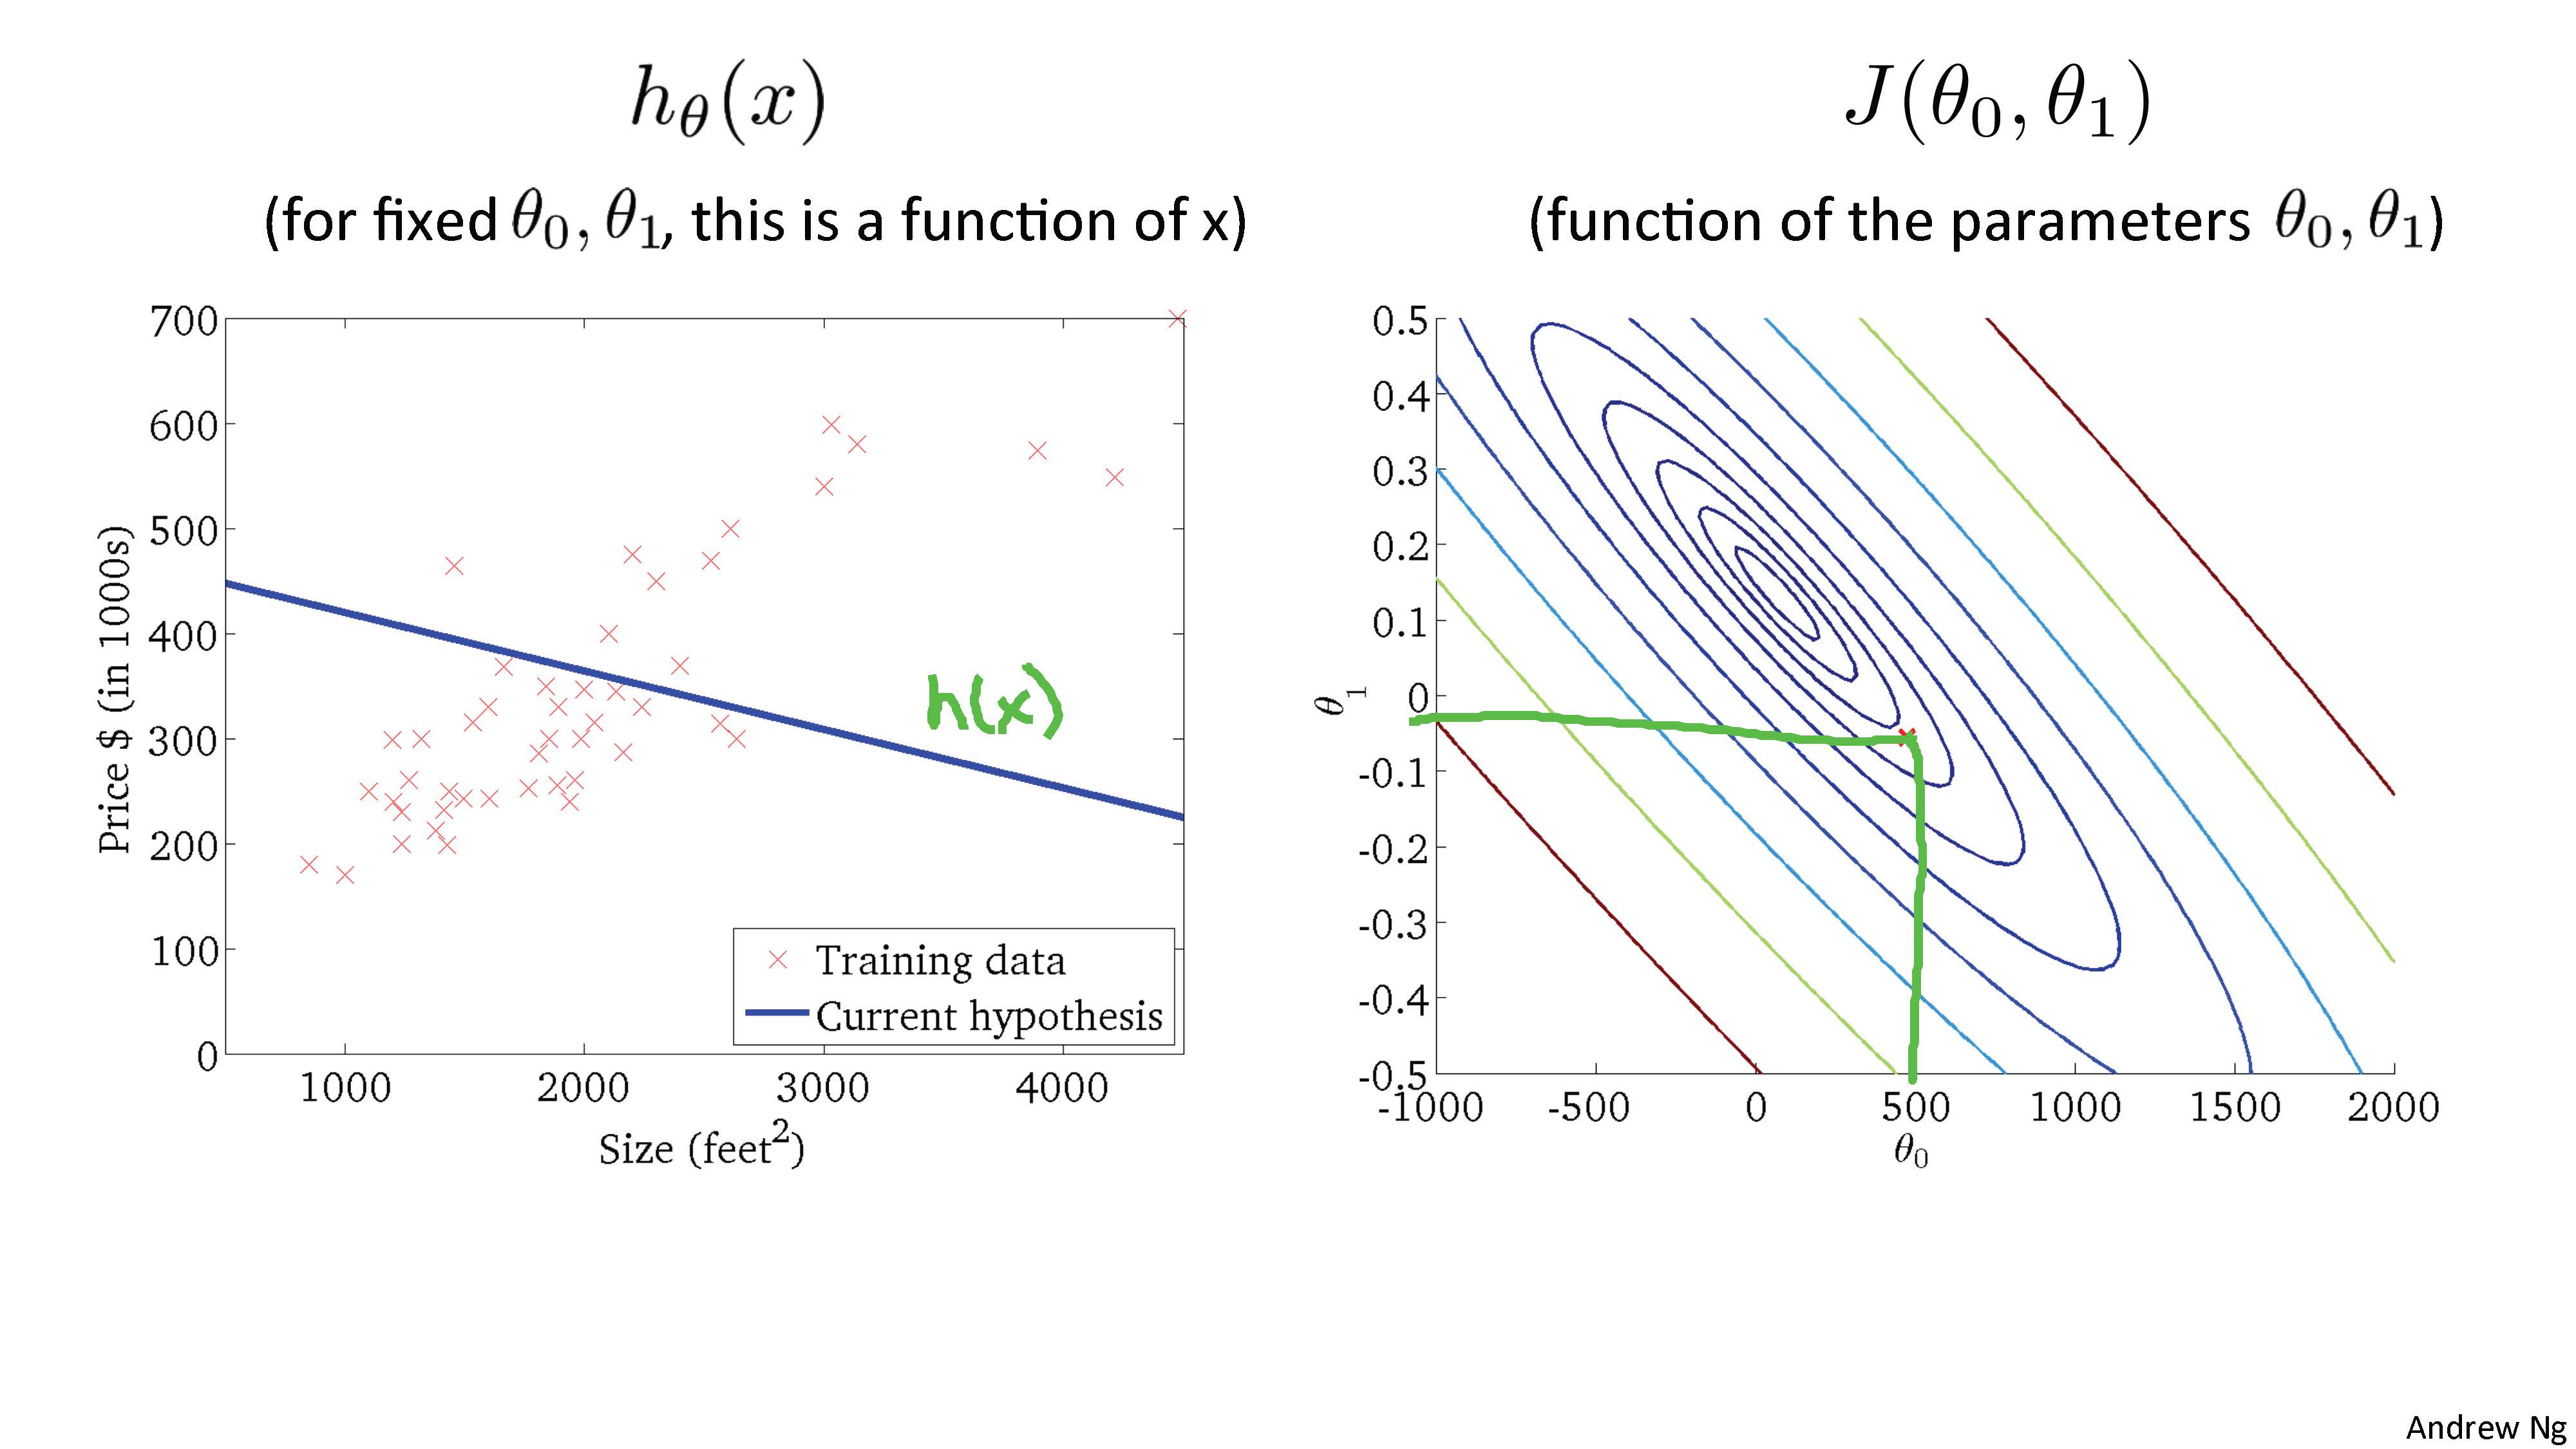 hθ(x)
(for fixed θ0, θ1, this is a function of x)
700
600
500
400
300
200
100
0
Price $ (in 1000s)
h(x)
Training data
Current hypothesis
1000 2000 3000 4000
Size (feet²)
J(θ0, θ1)
(function of the parameters θ0, θ1)
0.5
0.4
0.3
0.2
0.1
0
-0.1
-0.2
-0.3
-0.4
-0.5
θ1
-1000 -500 0 500 1000 1500 2000
θ0
Andrew Ng